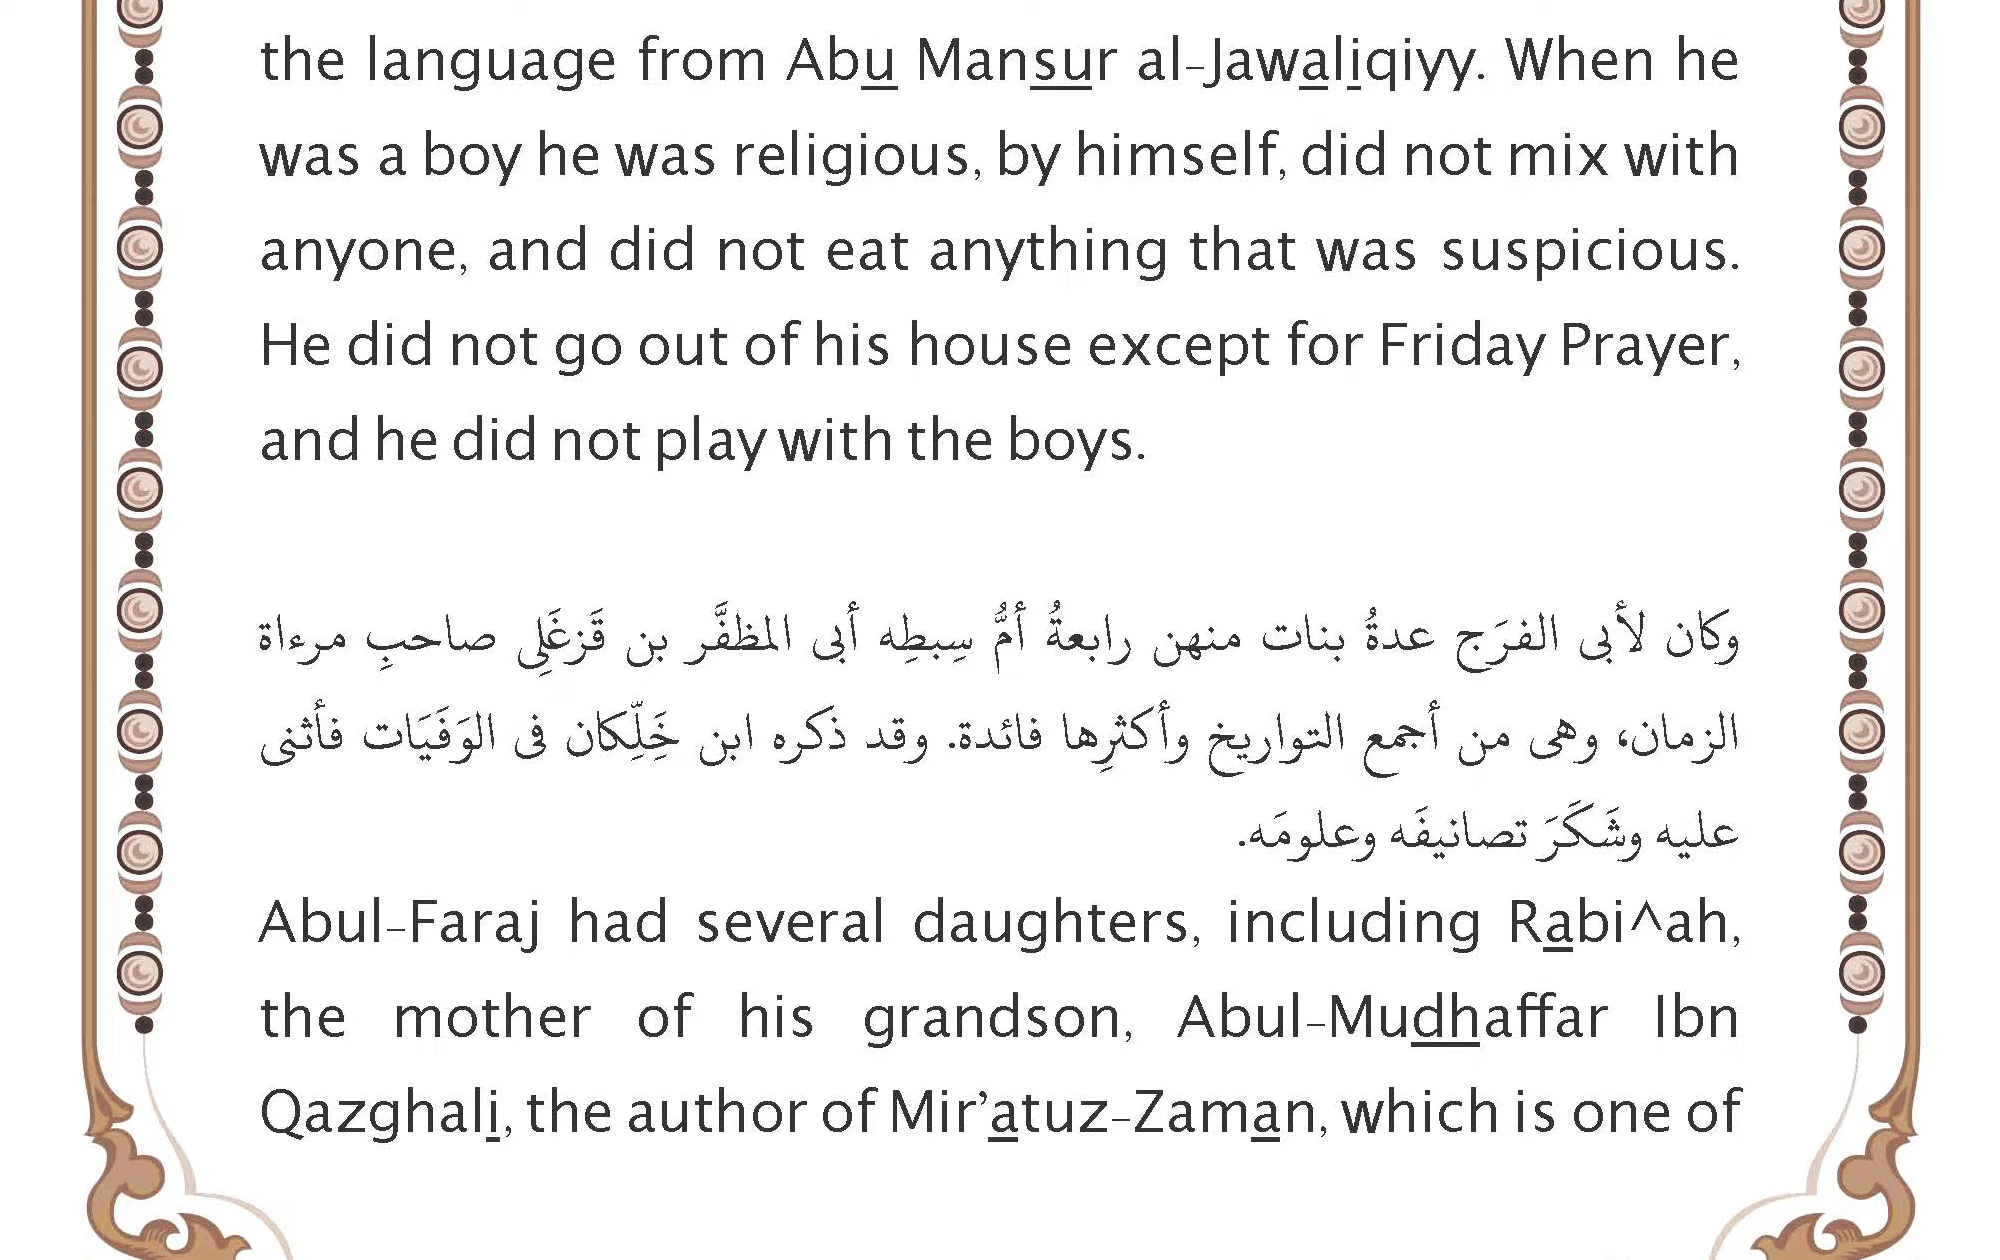 the language from Abu Mansur al-Jawaliqiyy. When he
was a boy he was religious, by himself, did not mix with
anyone, and did not eat anything that was suspicious.
He did not go out of his house except for Friday Prayer,
and he did not play with the boys.
وكان لأبى الفرَج عدةُ بنات منهن رابعةُ أمُّ سِبطِه أبى المظفَّر بن قَزغَلِى صاحبِ مرءاة
الزمان، وهى من أجمع التواريخ وأكثرِها فائدة. وقد ذكره ابن خَلِّكان فى الوَفَيَات فأثنى
عليه وشَكَرَ تصانيفَه وعلومَه.
Abul-Faraj had several daughters, including Rabi^ah,
the mother of his grandson, Abul-Mudhaffar Ibn
Qazghali, the author of Mir’atuz-Zaman, which is one of